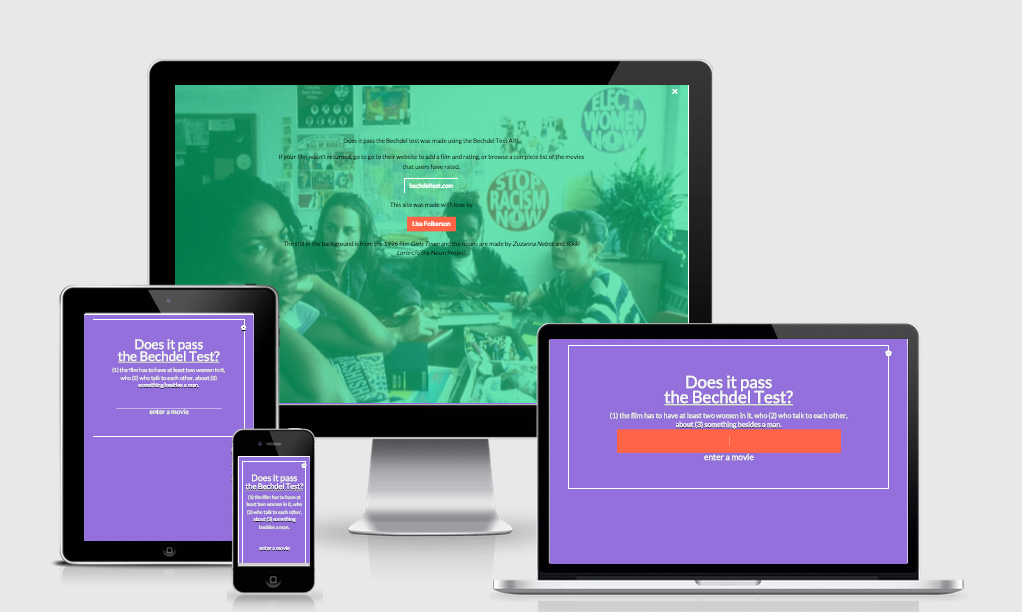 ELECT
WOMEN
NOW
STOP
RACISM
NOW
Does it pass the Bechdel test was made using the Bechdel Test API.
If your film wasn't returned, go to go to their website to add a film and rating, or browse a complete list of the movies
that users have rated.
bechdeltest.com
This site was made with love by
Lisa Folkerson
The still in the background is from the 1996 film Girls Town and the nouns are made by Zuzanna Nebes and Rikki
the Noun Project.
Does it pass
the Bechdel Test?
(1) the film has to have at least two women in it,
who (2) who talk to each other, about (3)
something besides a man.
enter a movie
Does it pass
the Bechdel Test?
(1) the film has to have at
least two women in it, who
(2) who talk to each other,
about (3) something
besides a man.
enter a movie
Does it pass
the Bechdel Test?
(1) the film has to have at least two women in it, who (2) who talk to each other,
about (3) something besides a man.
enter a movie